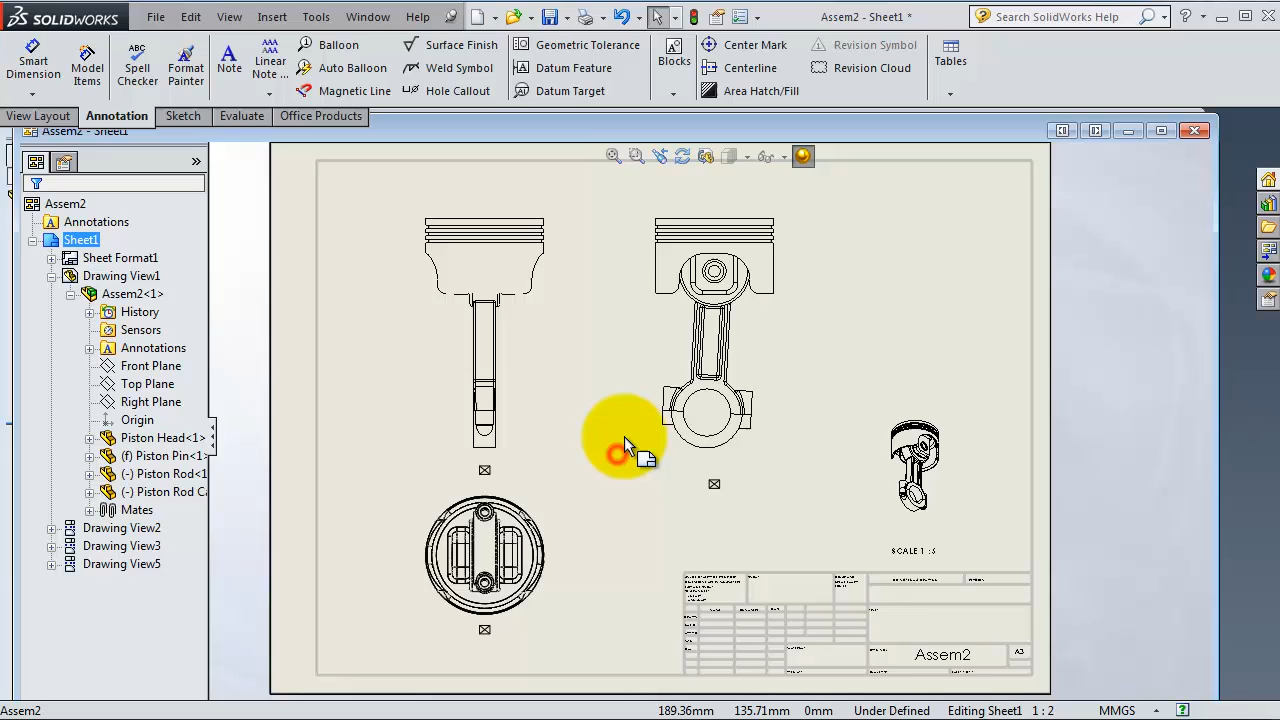 SOLIDWORKS File Edit View Insert Tools Window Help Assem2 - Sheet1 * Search SolidWorks Help
Smart Dimension
Model Items
ABC Spell Checker
Format Painter
A Note
Linear Note ...
Balloon
Auto Balloon
Magnetic Line
Surface Finish
Weld Symbol
Hole Callout
Geometric Tolerance
Datum Feature
Datum Target
Blocks
Center Mark
Centerline
Area Hatch/Fill
Revision Symbol
Revision Cloud
Tables
View Layout Annotation Sketch Evaluate Office Products
Assem2 - Sheet1
Assem2
Annotations
Sheet1
Sheet Format1
Drawing View1
Assem2<1>
History
Sensors
Annotations
Front Plane
Top Plane
Right Plane
Origin
Piston Head<1>
(f) Piston Pin<1>
(-) Piston Rod<1
(-) Piston Rod Ca
Mates
Drawing View2
Drawing View3
Drawing View5
SCALE 1 : 6
Assem2 A3
Assem2 189.36mm 135.71mm 0mm Under Defined Editing Sheet1 1 : 2 MMGS